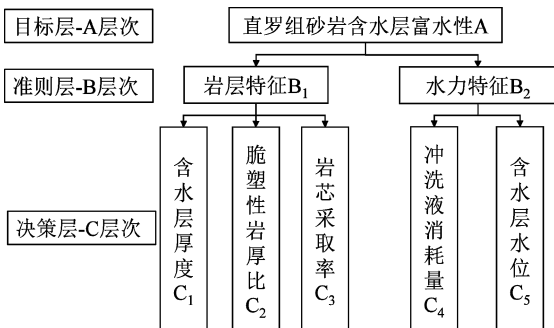 目标层-A层次
直罗组砂岩含水层富水性A
准则层-B层次
岩层特征B₁
水力特征B₂
决策层-C层次
含水层厚度C₁
脆塑性岩厚比C₂
岩芯采取率C₃
冲洗液消耗量C₄
含水层水位C₅